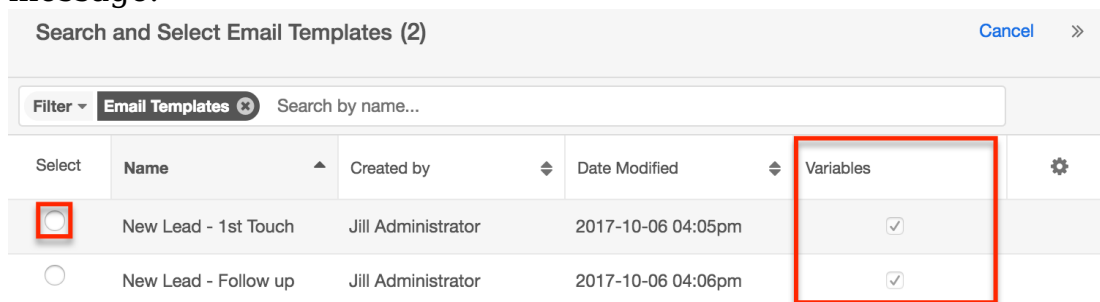 message.
Search and Select Email Templates (2) Cancel »
Filter Email Templates Search by name...
Select Name Created by Date Modified Variables
New Lead - 1st Touch Jill Administrator 2017-10-06 04:05pm
New Lead - Follow up Jill Administrator 2017-10-06 04:06pm